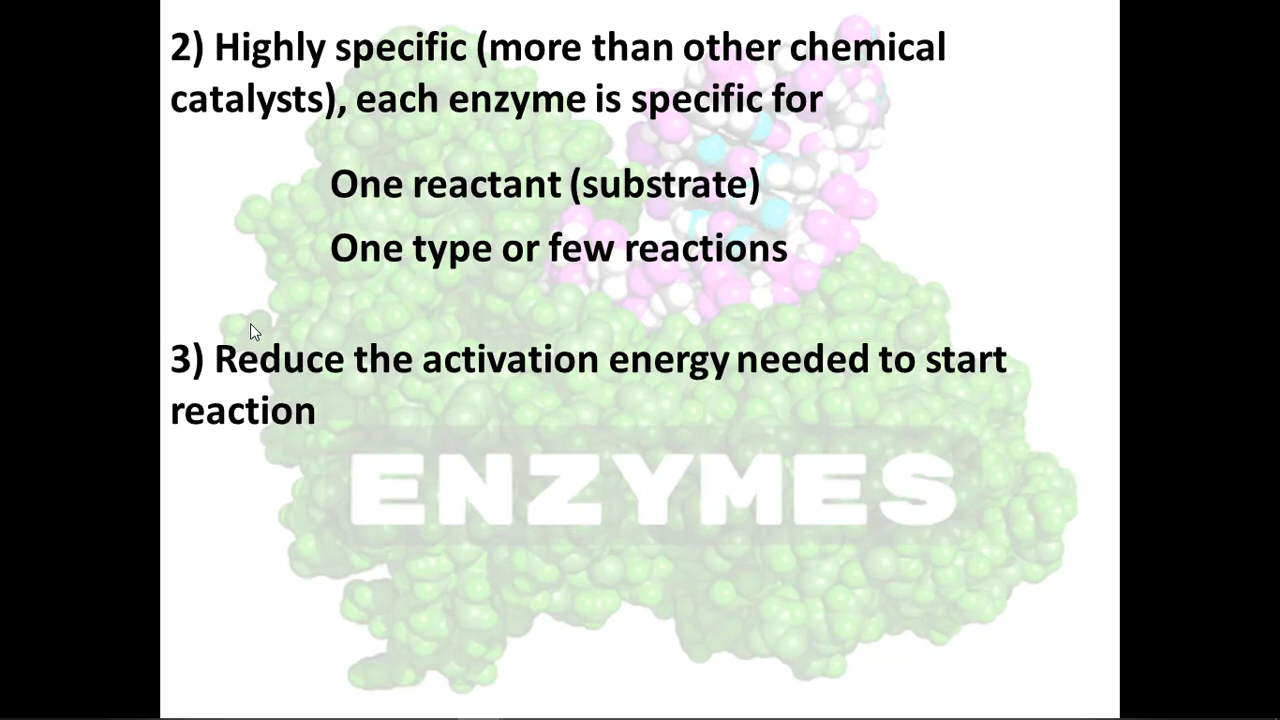 2) Highly specific (more than other chemical
catalysts), each enzyme is specific for
One reactant (substrate)
One type or few reactions
3) Reduce the activation energy needed to start
reaction
ENZYMES